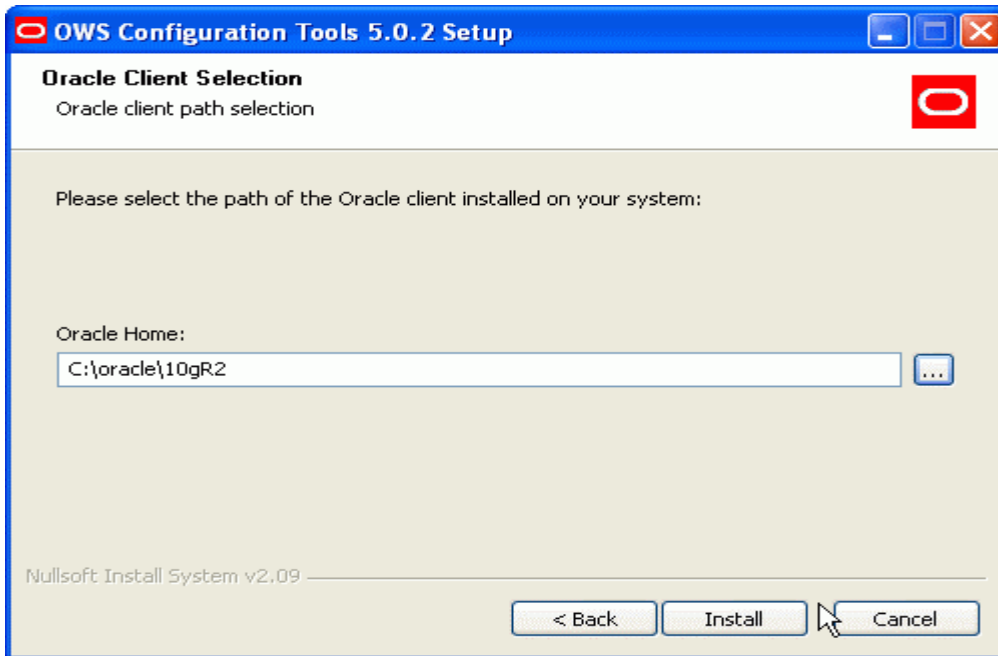 OWS Configuration Tools 5.0.2 Setup
Oracle Client Selection
Oracle client path selection
Please select the path of the Oracle client installed on your system:
Oracle Home:
C:\oracle\10gR2
...
Nullsoft Install System v2.09
< Back
Install
Cancel